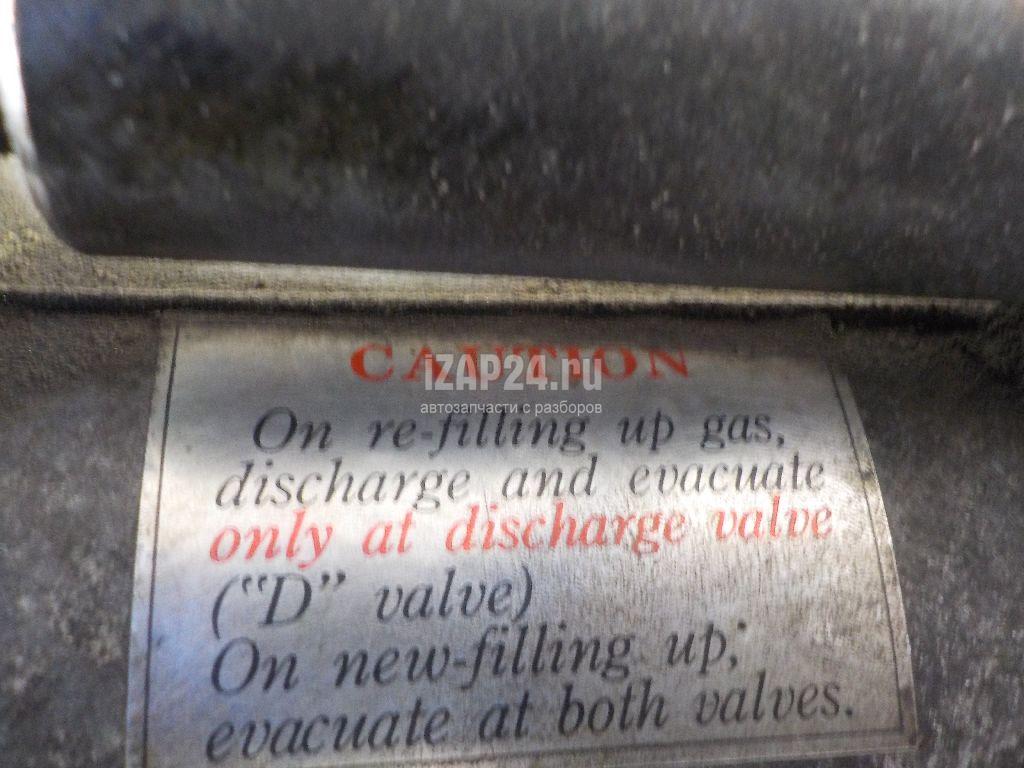 CAUTION
iZAP24.ru
автозапчасти с разборов
On re-filling up gas,
discharge and evacuate
only at discharge valve
(“D” valve)
On new-filling up,
evacuate at both valves.